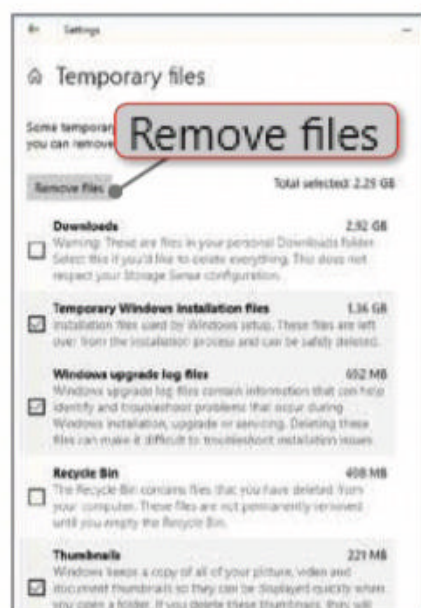 Settings
Temporary files
Some temporary
you can remove
Remove files
Remove files
Total selected: 2.25 GB
Downloads 2.92 GB
Warning: These are files in your personal Downloads folder.
Select this if you'd like to delete everything. This does not
respect your Storage Sense configuration.
Temporary Windows installation files 1.36 GB
Installation files used by Windows setup. These files are left
over from the installation process and can be safely deleted.
Windows upgrade log files 652 MB
Windows upgrade log files contain information that can help
identify and troubleshoot problems that occur during
Windows installation, upgrade or servicing. Deleting these
files can make it difficult to troubleshoot installation issues
Recycle Bin 408 MB
The Recycle Bin contains files that you have deleted from
your computer. These files are not permanently removed
until you empty the Recycle Bin.
Thumbnails 221 MB
Windows keeps a copy of all of your picture, video and
document thumbnails so they can be displayed quickly when
you open a folder. If you delete these thumbnails, they will